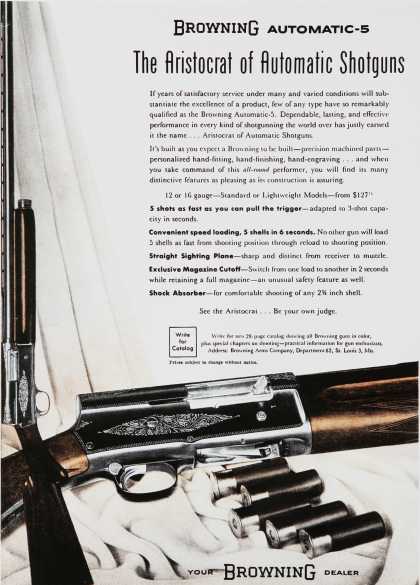 BROWNING AUTOMATIC-5
The Aristocrat of Automatic Shotguns
If years of satisfactory service under many and varied conditions will sub-
stantiate the excellence of a product, few of any type have so remarkably
qualified as the Browning Automatic-5. Dependable, lasting, and effective
performance in every kind of shotgunning the world over has justly earned
it the name . . . Aristocrat of Automatic Shotguns.
It's built as you expect a Browning to be built—precision machined parts—
personalized hand-fitting, hand-finishing, hand-engraving . . . and when
you take command of this all-round performer, you will find its many
distinctive features as pleasing as its construction is assuring.
12 or 16 gauge—Standard or Lightweight Models—from $127
5 shots as fast as you can pull the trigger—adapted to 3-shot capa-
city in seconds.
Convenient speed loading, 5 shells in 6 seconds. No other gun will load
5 shells as fast from shooting position through reload to shooting position.
Straight Sighting Plane—sharp and distinct from receiver to muzzle.
Exclusive Magazine Cutoff—Switch from one load to another in 2 seconds
while retaining a full magazine—an unusual safety feature as well.
Shock Absorber—for comfortable shooting of any 2¾ inch shell.
See the Aristocrat . . . Be your own judge.
Write
for
Catalog
Write for new 28-page catalog showing all Browning guns in color,
plus special chapters on shooting—practical information for gun enthusiasts.
Address: Browning Arms Company, Department 62, St. Louis 3, Mo.
Prices subject to change without notice.
YOUR BROWNING DEALER